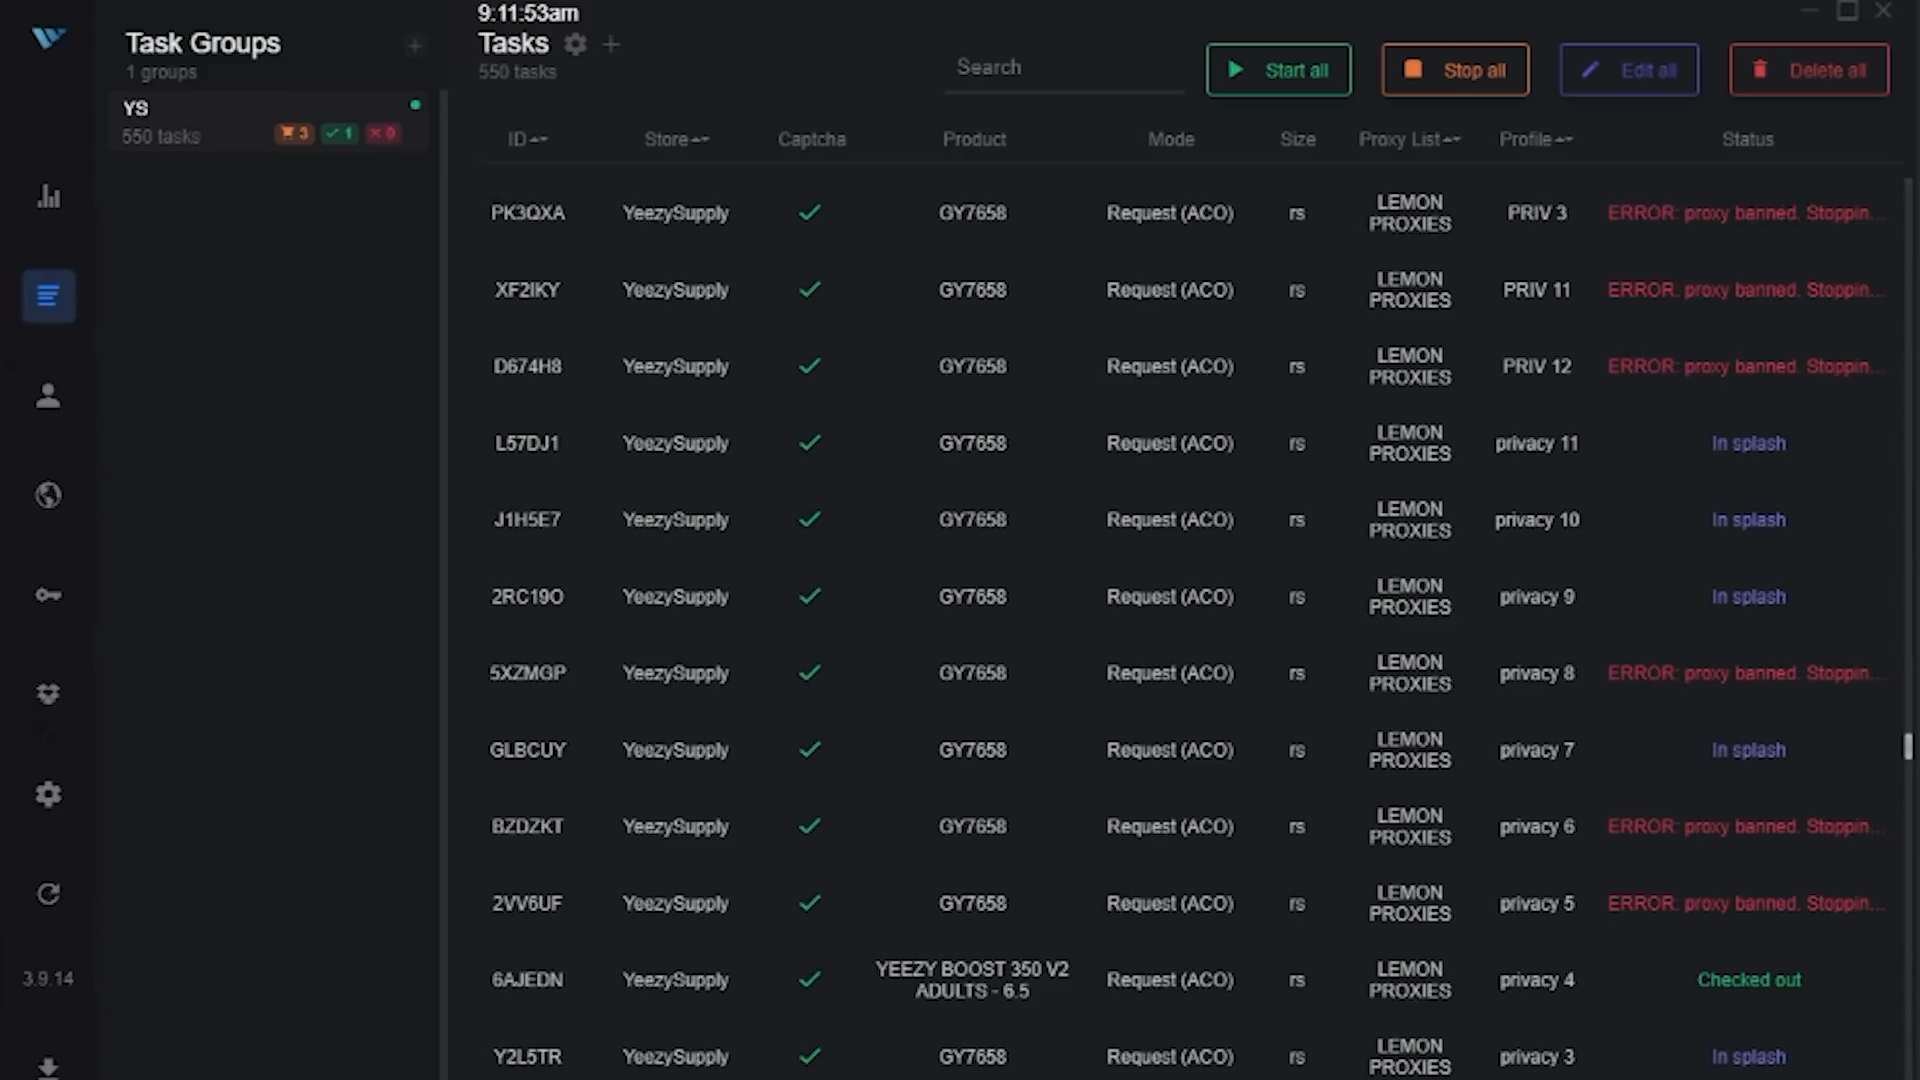 9:11:53am
Task Groups
1 groups
YS
550 tasks
3
1
0
3.9.14
Tasks
550 tasks
Search
Start all
Stop all
Edit all
Delete all
ID Store Captcha Product Mode Size Proxy List Profile Status
PK3QXA YeezySupply GY7658 Request (ACO) rs LEMON PROXIES PRIV 3 ERROR: proxy banned. Stoppin...
XF2IKY YeezySupply GY7658 Request (ACO) rs LEMON PROXIES PRIV 11 ERROR: proxy banned. Stoppin...
D674H8 YeezySupply GY7658 Request (ACO) rs LEMON PROXIES PRIV 12 ERROR: proxy banned. Stoppin...
L57DJ1 YeezySupply GY7658 Request (ACO) rs LEMON PROXIES privacy 11 In splash
J1H5E7 YeezySupply GY7658 Request (ACO) rs LEMON PROXIES privacy 10 In splash
2RC19O YeezySupply GY7658 Request (ACO) rs LEMON PROXIES privacy 9 In splash
5XZMGP YeezySupply GY7658 Request (ACO) rs LEMON PROXIES privacy 8 ERROR: proxy banned. Stoppin...
GLBCUY YeezySupply GY7658 Request (ACO) rs LEMON PROXIES privacy 7 In splash
BZDZKT YeezySupply GY7658 Request (ACO) rs LEMON PROXIES privacy 6 ERROR: proxy banned. Stoppin...
2VV6UF YeezySupply GY7658 Request (ACO) rs LEMON PROXIES privacy 5 ERROR: proxy banned. Stoppin...
6AJEDN YeezySupply YEEZY BOOST 350 V2 ADULTS - 6.5 Request (ACO) rs LEMON PROXIES privacy 4 Checked out
Y2L5TR YeezySupply GY7658 Request (ACO) rs LEMON PROXIES privacy 3 In splash